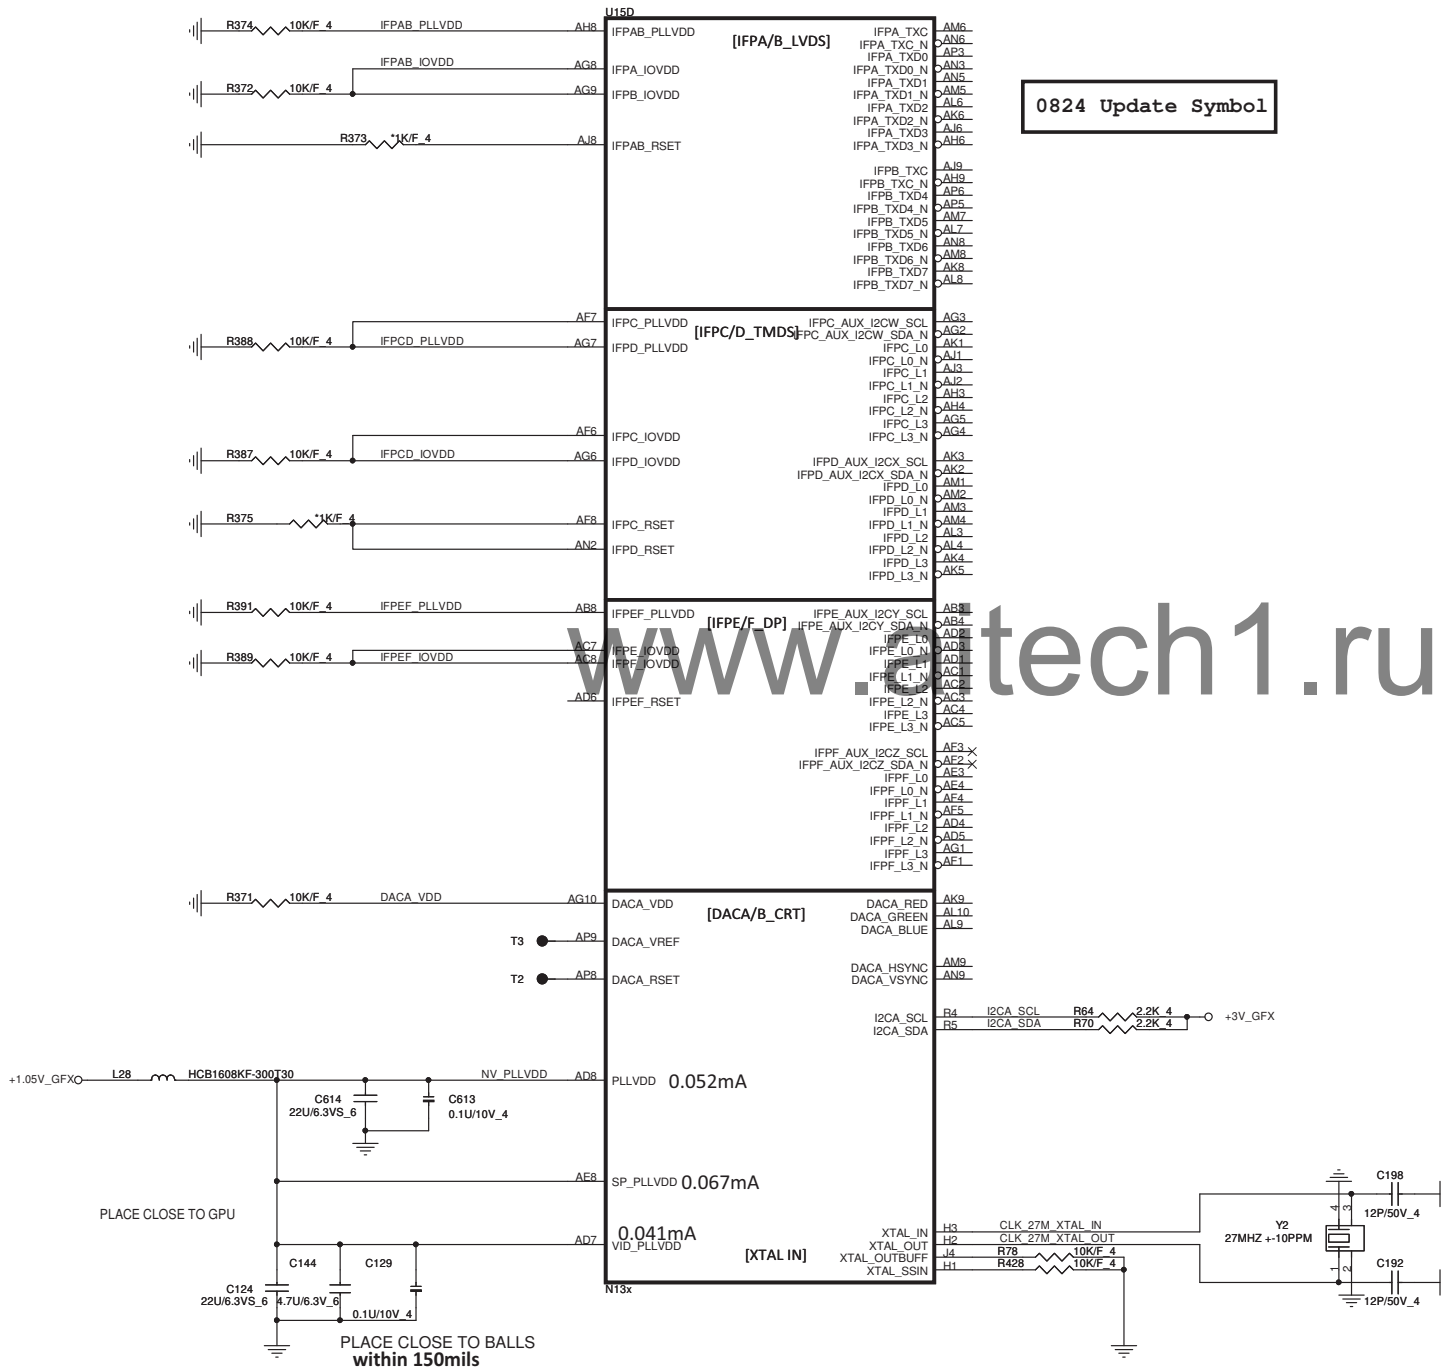 U15D
R374 10K/F_4 IFPAB_PLLVDD AH8 IFPAB_PLLVDD
[IFPA/B_LVDS]
IFPAB_IOVDD AG8 IFPA_IOVDD
R372 10K/F_4 AG9 IFPB_IOVDD
R373 *1K/F_4 AJ8 IFPAB_RSET
IFPA_TXC AM6
IFPA_TXC_N AN6
IFPA_TXD0 AP3
IFPA_TXD0_N AN3
IFPA_TXD1 AN5
IFPA_TXD1_N AM5
IFPA_TXD2 AL6
IFPA_TXD2_N AK6
IFPA_TXD3 AJ6
IFPA_TXD3_N AH6
IFPB_TXC AJ9
IFPB_TXC_N AH9
IFPB_TXD4 AP6
IFPB_TXD4_N AP5
IFPB_TXD5 AM7
IFPB_TXD5_N AL7
IFPB_TXD6 AN8
IFPB_TXD6_N AM8
IFPB_TXD7 AK8
IFPB_TXD7_N AL8
0824 Update Symbol
AF7 IFPC_PLLVDD
[IFPC/D_TMDS]
R388 10K/F_4 IFPCD_PLLVDD AG7 IFPD_PLLVDD
AF6 IFPC_IOVDD
R387 10K/F_4 IFPCD_IOVDD AG6 IFPD_IOVDD
R375 *1K/F_4 AF8 IFPC_RSET
AN2 IFPD_RSET
IFPC_AUX_I2CW_SCL AG3
IFPC_AUX_I2CW_SDA_N AG2
IFPC_L0 AK1
IFPC_L0_N AJ1
IFPC_L1 AJ3
IFPC_L1_N AJ2
IFPC_L2 AH3
IFPC_L2_N AH4
IFPC_L3 AG5
IFPC_L3_N AG4
IFPD_AUX_I2CX_SCL AK3
IFPD_AUX_I2CX_SDA_N AK2
IFPD_L0 AM1
IFPD_L0_N AM2
IFPD_L1 AM3
IFPD_L1_N AM4
IFPD_L2 AL3
IFPD_L2_N AL4
IFPD_L3 AK4
IFPD_L3_N AK5
R391 10K/F_4 IFPEF_PLLVDD AB8 IFPEF_PLLVDD
[IFPE/F_DP]
AC7 IFPE_IOVDD
R389 10K/F_4 IFPEF_IOVDD AC8 IFPF_IOVDD
AD6 IFPEF_RSET
IFPE_AUX_I2CY_SCL AB3
IFPE_AUX_I2CY_SDA_N AB4
IFPE_L0 AD2
IFPE_L0_N AD3
IFPE_L1 AD1
IFPE_L1_N AC1
IFPE_L2 AC2
IFPE_L2_N AC3
IFPE_L3 AC4
IFPE_L3_N AC5
IFPF_AUX_I2CZ_SCL AF3
IFPF_AUX_I2CZ_SDA_N AF2
IFPF_L0 AE3
IFPF_L0_N AE4
IFPF_L1 AF4
IFPF_L1_N AF5
IFPF_L2 AD4
IFPF_L2_N AD5
IFPF_L3 AG1
IFPF_L3_N AF1
www.aitech1.ru
R371 10K/F_4 DACA_VDD AG10 DACA_VDD
[DACA/B_CRT]
T3 AP9 DACA_VREF
T2 AP8 DACA_RSET
DACA_RED AK9
DACA_GREEN AL10
DACA_BLUE AL9
DACA_HSYNC AM9
DACA_VSYNC AN9
I2CA_SCL R4 I2CA_SCL R64 2.2K_4 +3V_GFX
I2CA_SDA R5 I2CA_SDA R70 2.2K_4
+1.05V_GFX L28 HCB1608KF-300T30 NV_PLLVDD AD8 PLLVDD 0.052mA
C614
22U/6.3VS_6
C613
0.1U/10V_4
AE8 SP_PLLVDD 0.067mA
PLACE CLOSE TO GPU
0.041mA
AD7 VID_PLLVDD
C144 C129
C124
22U/6.3VS_6 4.7U/6.3V_6
0.1U/10V_4
PLACE CLOSE TO BALLS
within 150mils
[XTAL IN]
XTAL_IN H3 CLK_27M_XTAL_IN
XTAL_OUT H2 CLK_27M_XTAL_OUT
XTAL_OUTBUFF J4 R78 10K/F_4
XTAL_SSIN H1 R428 10K/F_4
N13x
Y2
27MHZ +-10PPM
4 3
1 2
C198
12P/50V_4
C192
12P/50V_4